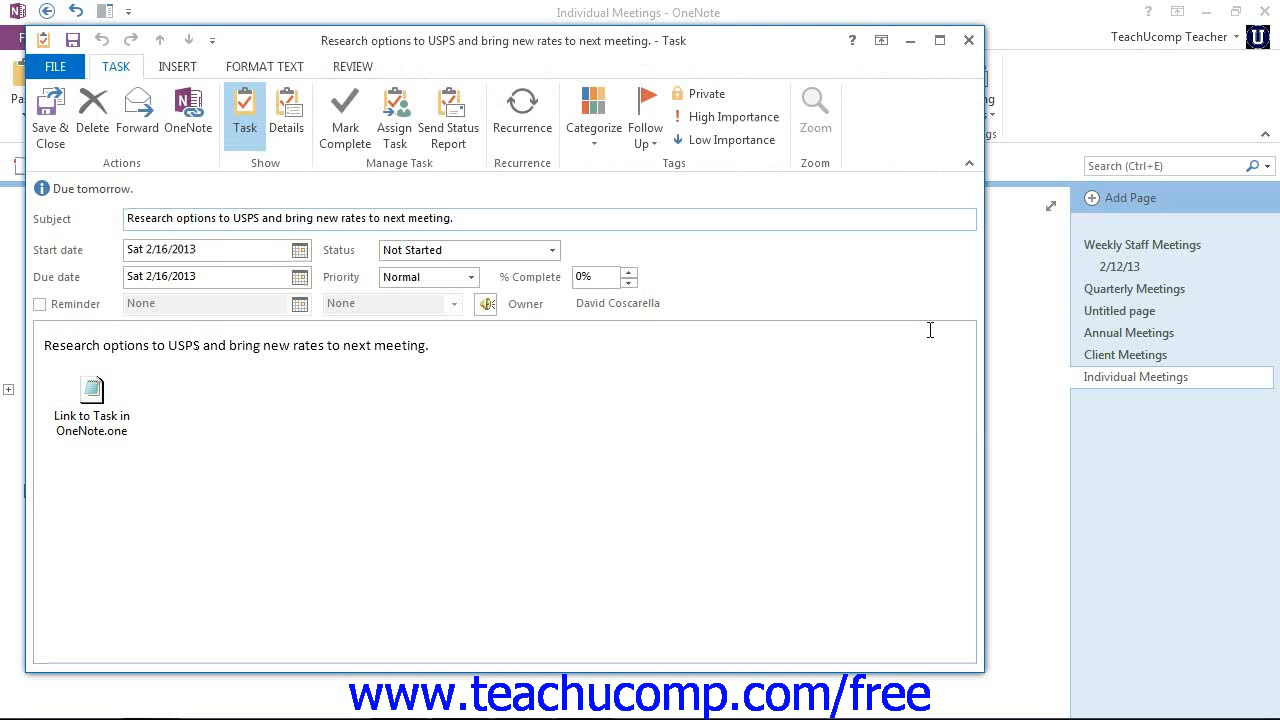 Individual Meetings - OneNote
TeachUcomp Teacher
Research options to USPS and bring new rates to next meeting. - Task
FILE TASK INSERT FORMAT TEXT REVIEW
Save & Close
Delete
Forward
OneNote
Actions
Task
Details
Show
Mark Complete
Assign Task
Send Status Report
Manage Task
Recurrence
Recurrence
Categorize
Follow Up
Private
High Importance
Low Importance
Tags
Zoom
Zoom
Due tomorrow.
Subject Research options to USPS and bring new rates to next meeting.
Start date Sat 2/16/2013 Status Not Started
Due date Sat 2/16/2013 Priority Normal % Complete 0%
Reminder None None Owner David Coscarella
Research options to USPS and bring new rates to next meeting.
Link to Task in
OneNote.one
Search (Ctrl+E)
Add Page
Weekly Staff Meetings
2/12/13
Quarterly Meetings
Untitled page
Annual Meetings
Client Meetings
Individual Meetings
www.teachucomp.com/free